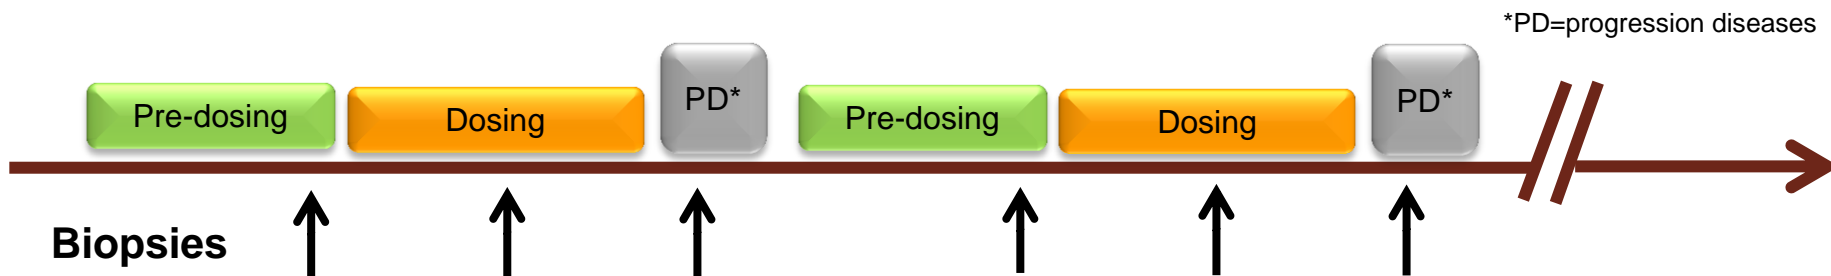 *PD=progression diseases
Pre-dosing
Dosing
PD*
Pre-dosing
Dosing
PD*
Biopsies